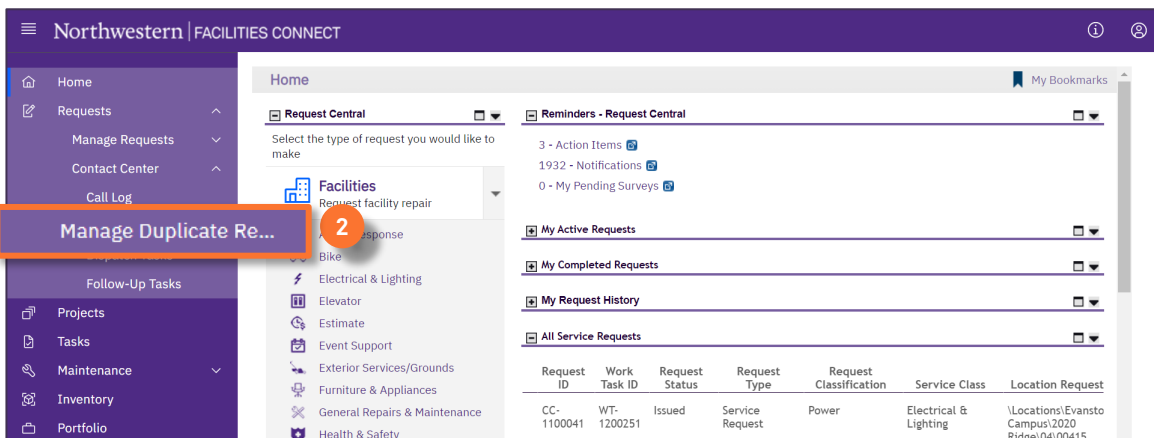 Northwestern | FACILITIES CONNECT
Home
Requests
Manage Requests
Contact Center
Call Log
Manage Duplicate Re...
2
Follow-Up Tasks
Projects
Tasks
Maintenance
Inventory
Portfolio
Home
My Bookmarks
Request Central
Select the type of request you would like to
make
Facilities
Request facility repair
Bike
Electrical & Lighting
Elevator
Estimate
Event Support
Exterior Services/Grounds
Furniture & Appliances
General Repairs & Maintenance
Health & Safety
Reminders - Request Central
3 - Action Items
1932 - Notifications
0 - My Pending Surveys
My Active Requests
My Completed Requests
My Request History
All Service Requests
Request Work Request Request Request
ID Task ID Status Type Classification Service Class Location Request
CC- WT- Issued Service Power Electrical & \Locations\Evansto
1100041 1200251 Request Lighting Campus\2020
Ridge\04\00415